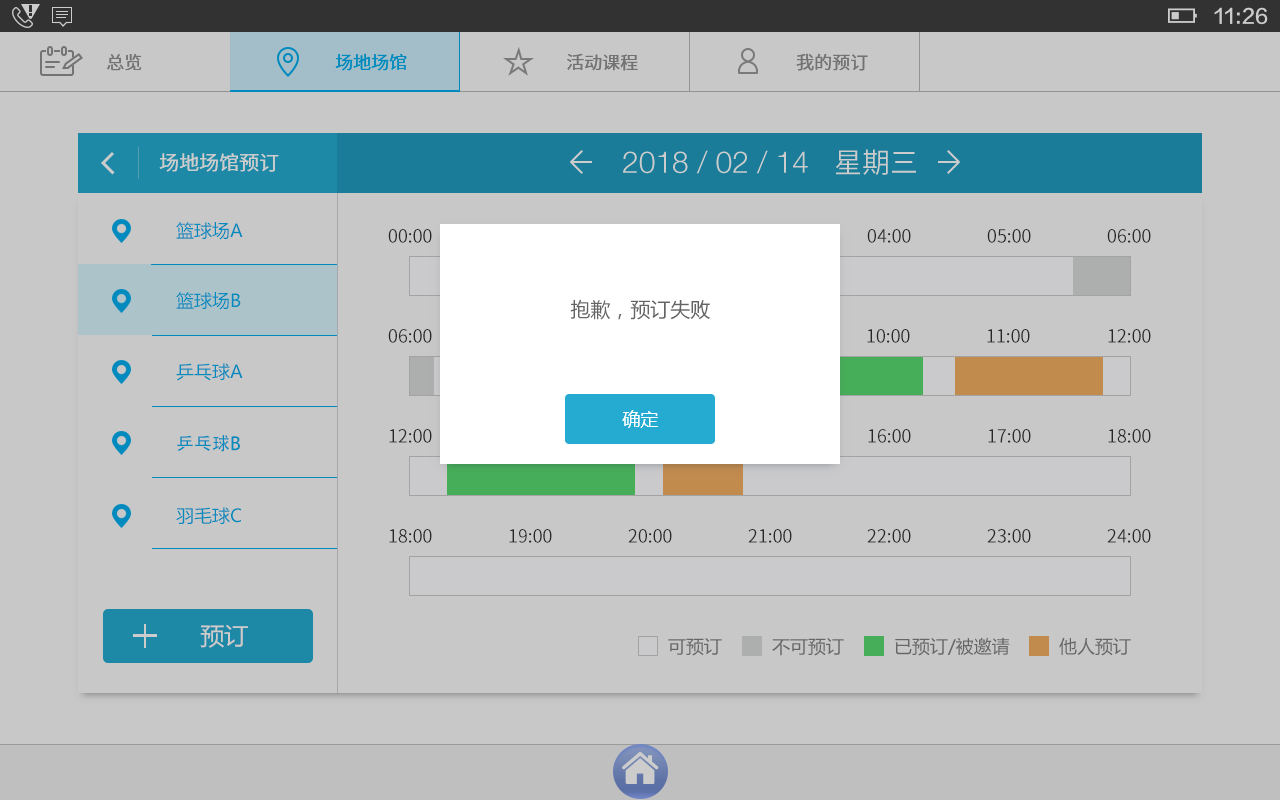 11:26
总览
场地场馆
活动课程
我的预订
场地场馆预订
2018 / 02 / 14 星期三
篮球场A
篮球场B
乒乓球A
乒乓球B
羽毛球C
预订
00:00 04:00 05:00 06:00
06:00 10:00 11:00 12:00
12:00 16:00 17:00 18:00
18:00 19:00 20:00 21:00 22:00 23:00 24:00
可预订 不可预订 已预订/被邀请 他人预订
抱歉，预订失败
确定